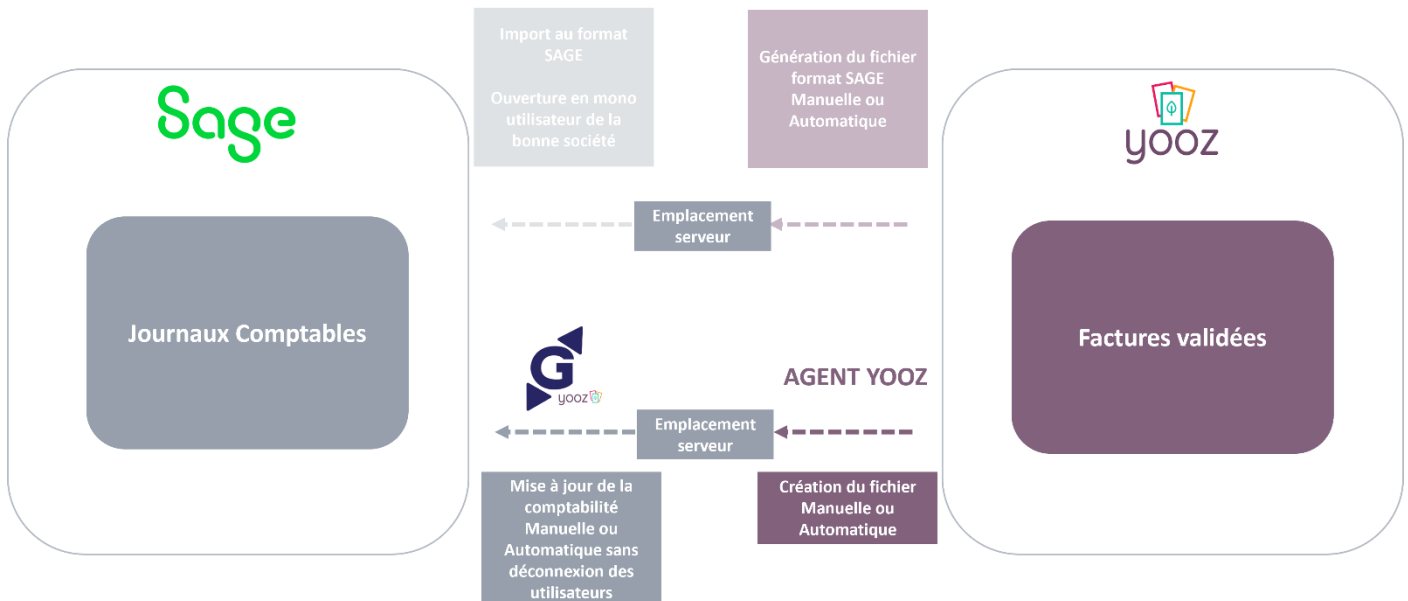 Sage
Journaux Comptables
Import au format
SAGE
Ouverture en mono
utilisateur de la
bonne société
Génération du fichier
format SAGE
Manuelle ou
Automatique
Emplacement
serveur
G
yooz
AGENT YOOZ
Emplacement
serveur
Mise à jour de la
comptabilité
Manuelle ou
Automatique sans
déconnexion des
utilisateurs
Création du fichier
Manuelle ou
Automatique
yooz
Factures validées